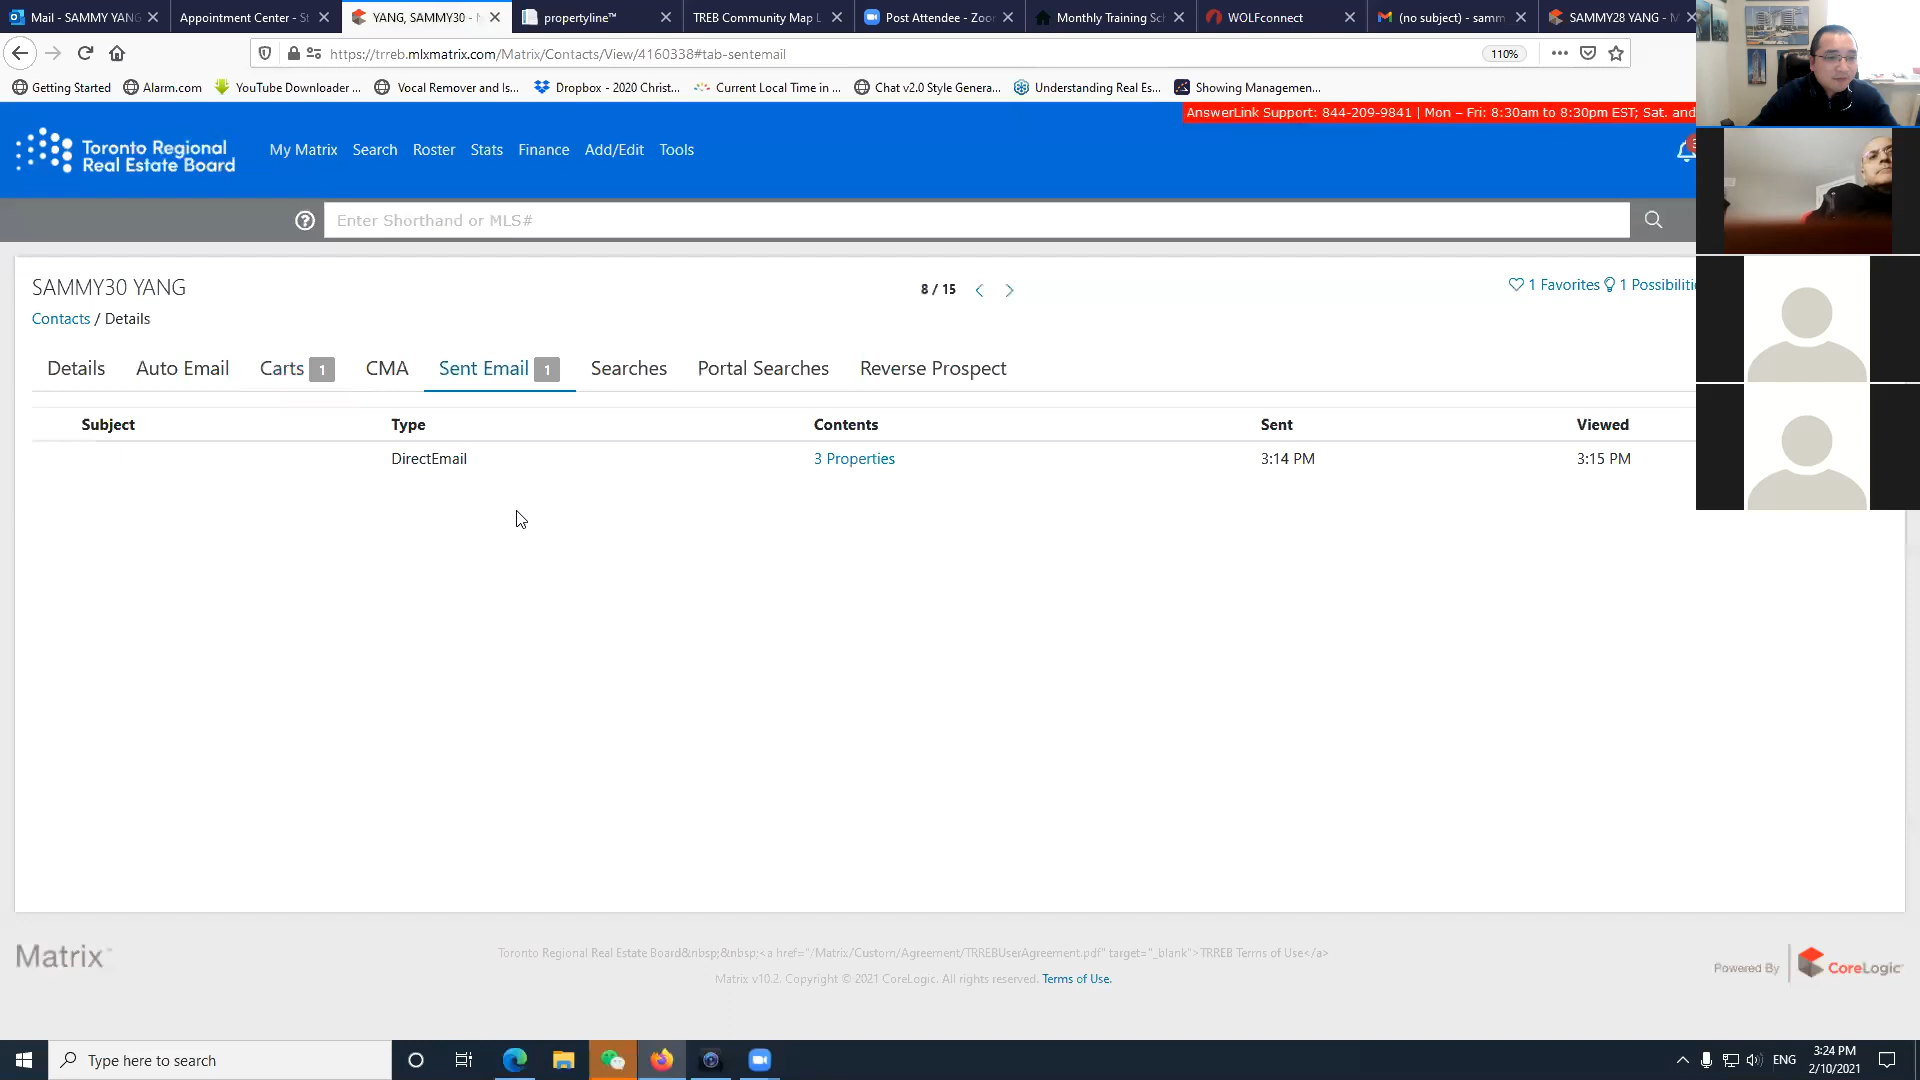 Mail - SAMMY YANG
Appointment Center - S
YANG, SAMMY30 -
propertyline™
TREB Community Map L
Post Attendee - Zoo
Monthly Training Sc
WOLFconnect
(no subject) - samm
SAMMY28 YANG - M
https://trreb.mlxmatrix.com/Matrix/Contacts/View/4160338#tab-sentemail
110%
Getting Started
Alarm.com
YouTube Downloader ...
Vocal Remover and Is...
Dropbox - 2020 Christ...
Current Local Time in ...
Chat v2.0 Style Genera...
Understanding Real Es...
Showing Managemen...
AnswerLink Support: 844-209-9841 | Mon – Fri: 8:30am to 8:30pm EST; Sat. and
Toronto Regional
Real Estate Board
My Matrix Search Roster Stats Finance Add/Edit Tools
Enter Shorthand or MLS#
SAMMY30 YANG
8 / 15
1 Favorites
1 Possibilitie
Contacts / Details
Details
Auto Email
Carts 1
CMA
Sent Email 1
Searches
Portal Searches
Reverse Prospect
Subject Type Contents Sent Viewed
DirectEmail 3 Properties 3:14 PM 3:15 PM
Matrix™
Toronto Regional Real Estate Board&nbsp;&nbsp;<a href="/Matrix/Custom/Agreement/TRREBUserAgreement.pdf" target="_blank">TRREB Terms of Use</a>
Matrix v10.2. Copyright © 2021 CoreLogic. All rights reserved. Terms of Use.
Powered By CoreLogic
Type here to search
ENG
3:24 PM
2/10/2021